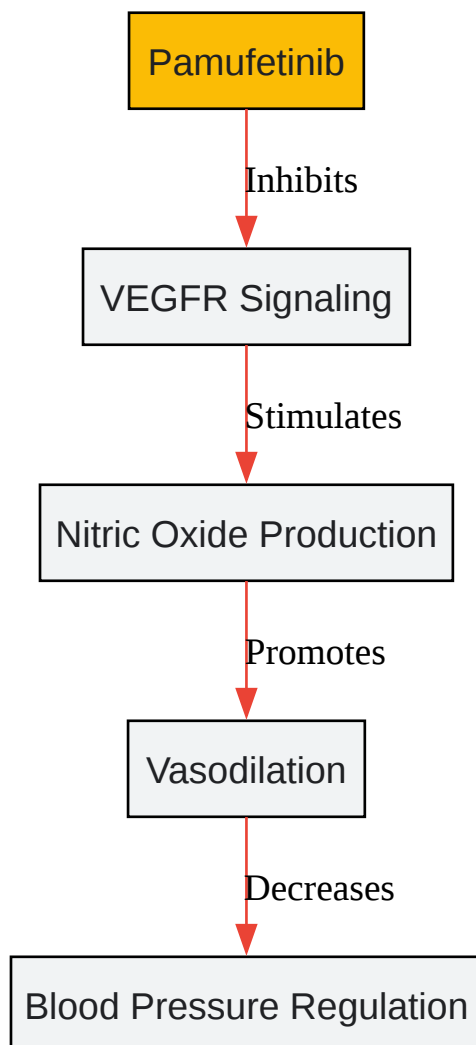 Pamufetinib
Inhibits
VEGFR Signaling
Stimulates
Nitric Oxide Production
Promotes
Vasodilation
Decreases
Blood Pressure Regulation